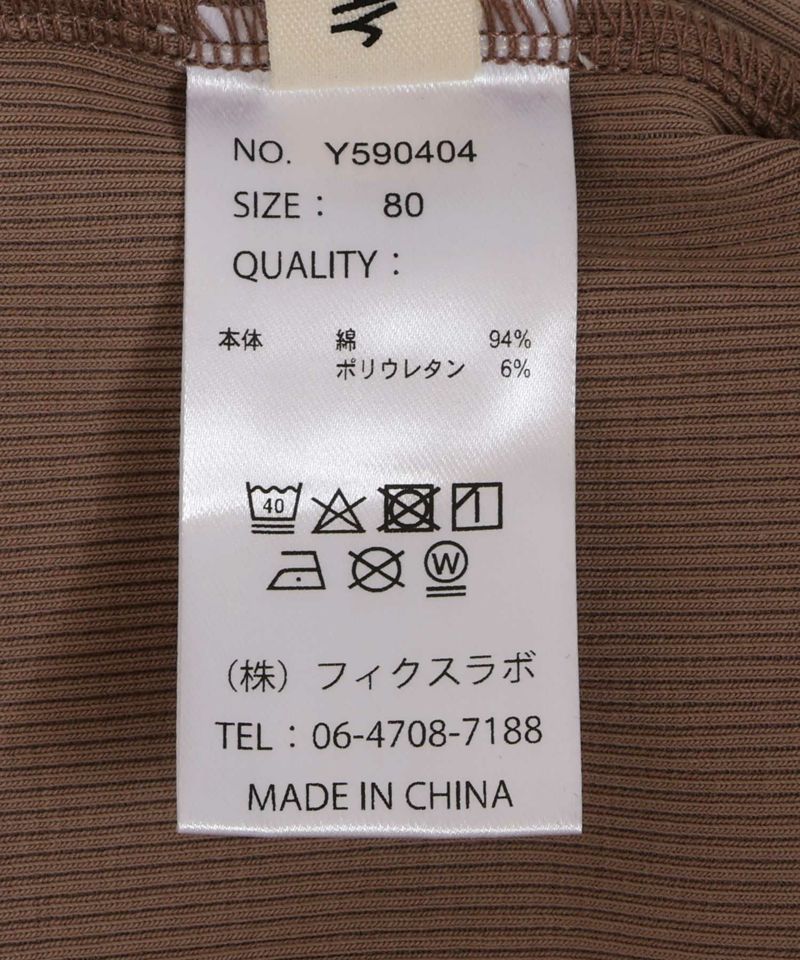 NO. Y590404
SIZE : 80
QUALITY :
本体 綿 94%
ポリウレタン 6%
40
W
(株) フィクスラボ
TEL : 06-4708-7188
MADE IN CHINA